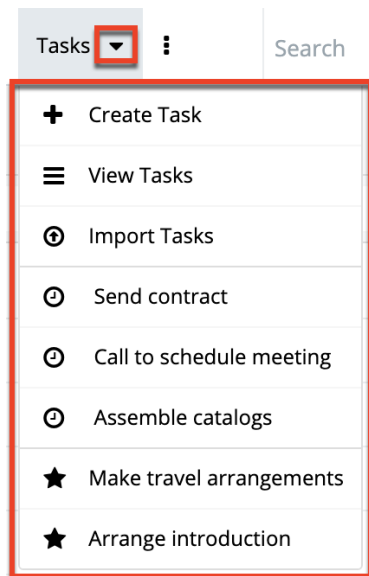 Tasks
Search
Create Task
View Tasks
Import Tasks
Send contract
Call to schedule meeting
Assemble catalogs
Make travel arrangements
Arrange introduction